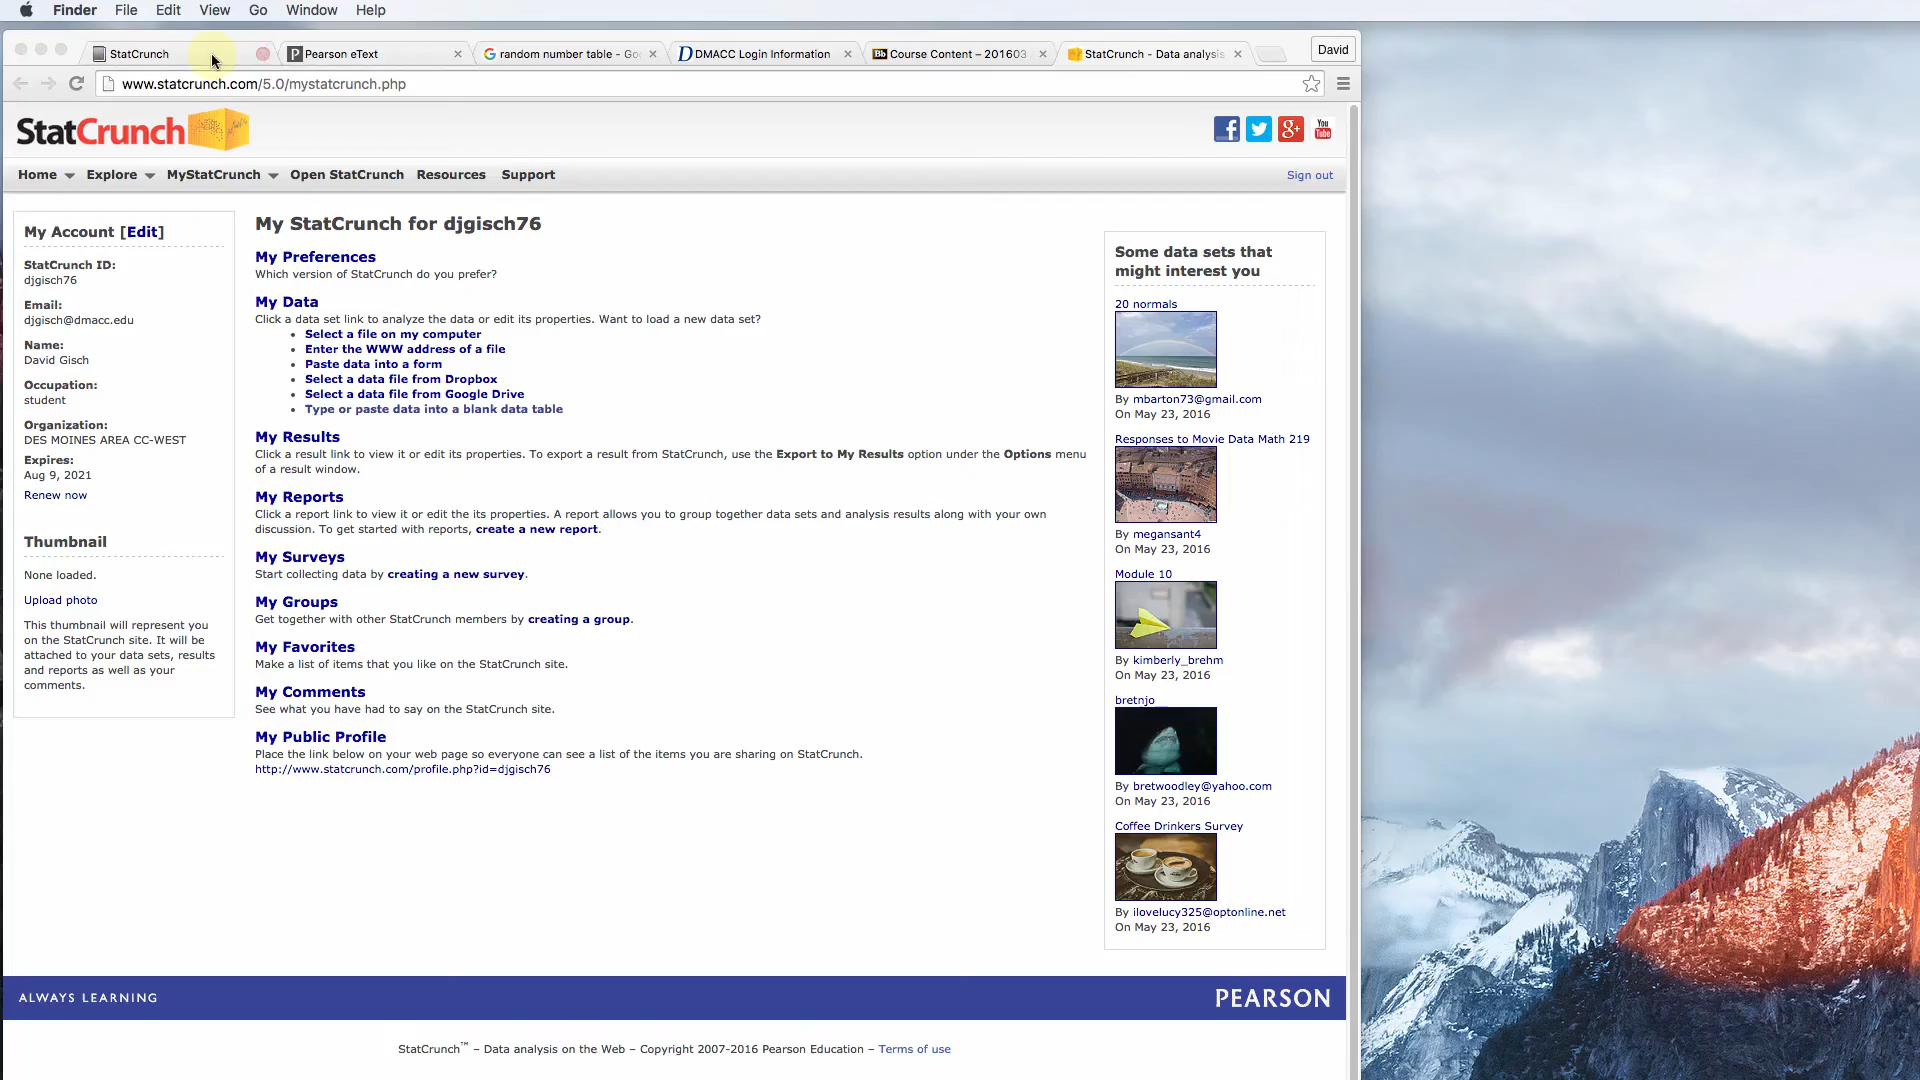 Finder File Edit View Go Window Help
StatCrunch
Pearson eText
random number table - Goo
DMACC Login Information
Course Content – 201603
StatCrunch - Data analysis
David
www.statcrunch.com/5.0/mystatcrunch.php
StatCrunch
You Tube
Home Explore MyStatCrunch Open StatCrunch Resources Support
Sign out
My Account [Edit]
StatCrunch ID:
djgisch76
Email:
djgisch@dmacc.edu
Name:
David Gisch
Occupation:
student
Organization:
DES MOINES AREA CC-WEST
Expires:
Aug 9, 2021
Renew now
Thumbnail
None loaded.
Upload photo
This thumbnail will represent you
on the StatCrunch site. It will be
attached to your data sets, results
and reports as well as your
comments.
My StatCrunch for djgisch76
My Preferences
Which version of StatCrunch do you prefer?
My Data
Click a data set link to analyze the data or edit its properties. Want to load a new data set?
• Select a file on my computer
• Enter the WWW address of a file
• Paste data into a form
• Select a data file from Dropbox
• Select a data file from Google Drive
• Type or paste data into a blank data table
My Results
Click a result link to view it or edit its properties. To export a result from StatCrunch, use the Export to My Results option under the Options menu
of a result window.
My Reports
Click a report link to view it or edit the its properties. A report allows you to group together data sets and analysis results along with your own
discussion. To get started with reports, create a new report.
My Surveys
Start collecting data by creating a new survey.
My Groups
Get together with other StatCrunch members by creating a group.
My Favorites
Make a list of items that you like on the StatCrunch site.
My Comments
See what you have had to say on the StatCrunch site.
My Public Profile
Place the link below on your web page so everyone can see a list of the items you are sharing on StatCrunch.
http://www.statcrunch.com/profile.php?id=djgisch76
Some data sets that
might interest you
20 normals
By mbarton73@gmail.com
On May 23, 2016
Responses to Movie Data Math 219
By megansant4
On May 23, 2016
Module 10
By kimberly_brehm
On May 23, 2016
bretnjo__
By bretwoodley@yahoo.com
On May 23, 2016
Coffee Drinkers Survey
By ilovelucy325@optonline.net
On May 23, 2016
ALWAYS LEARNING
PEARSON
StatCrunch™ – Data analysis on the Web – Copyright 2007-2016 Pearson Education – Terms of use